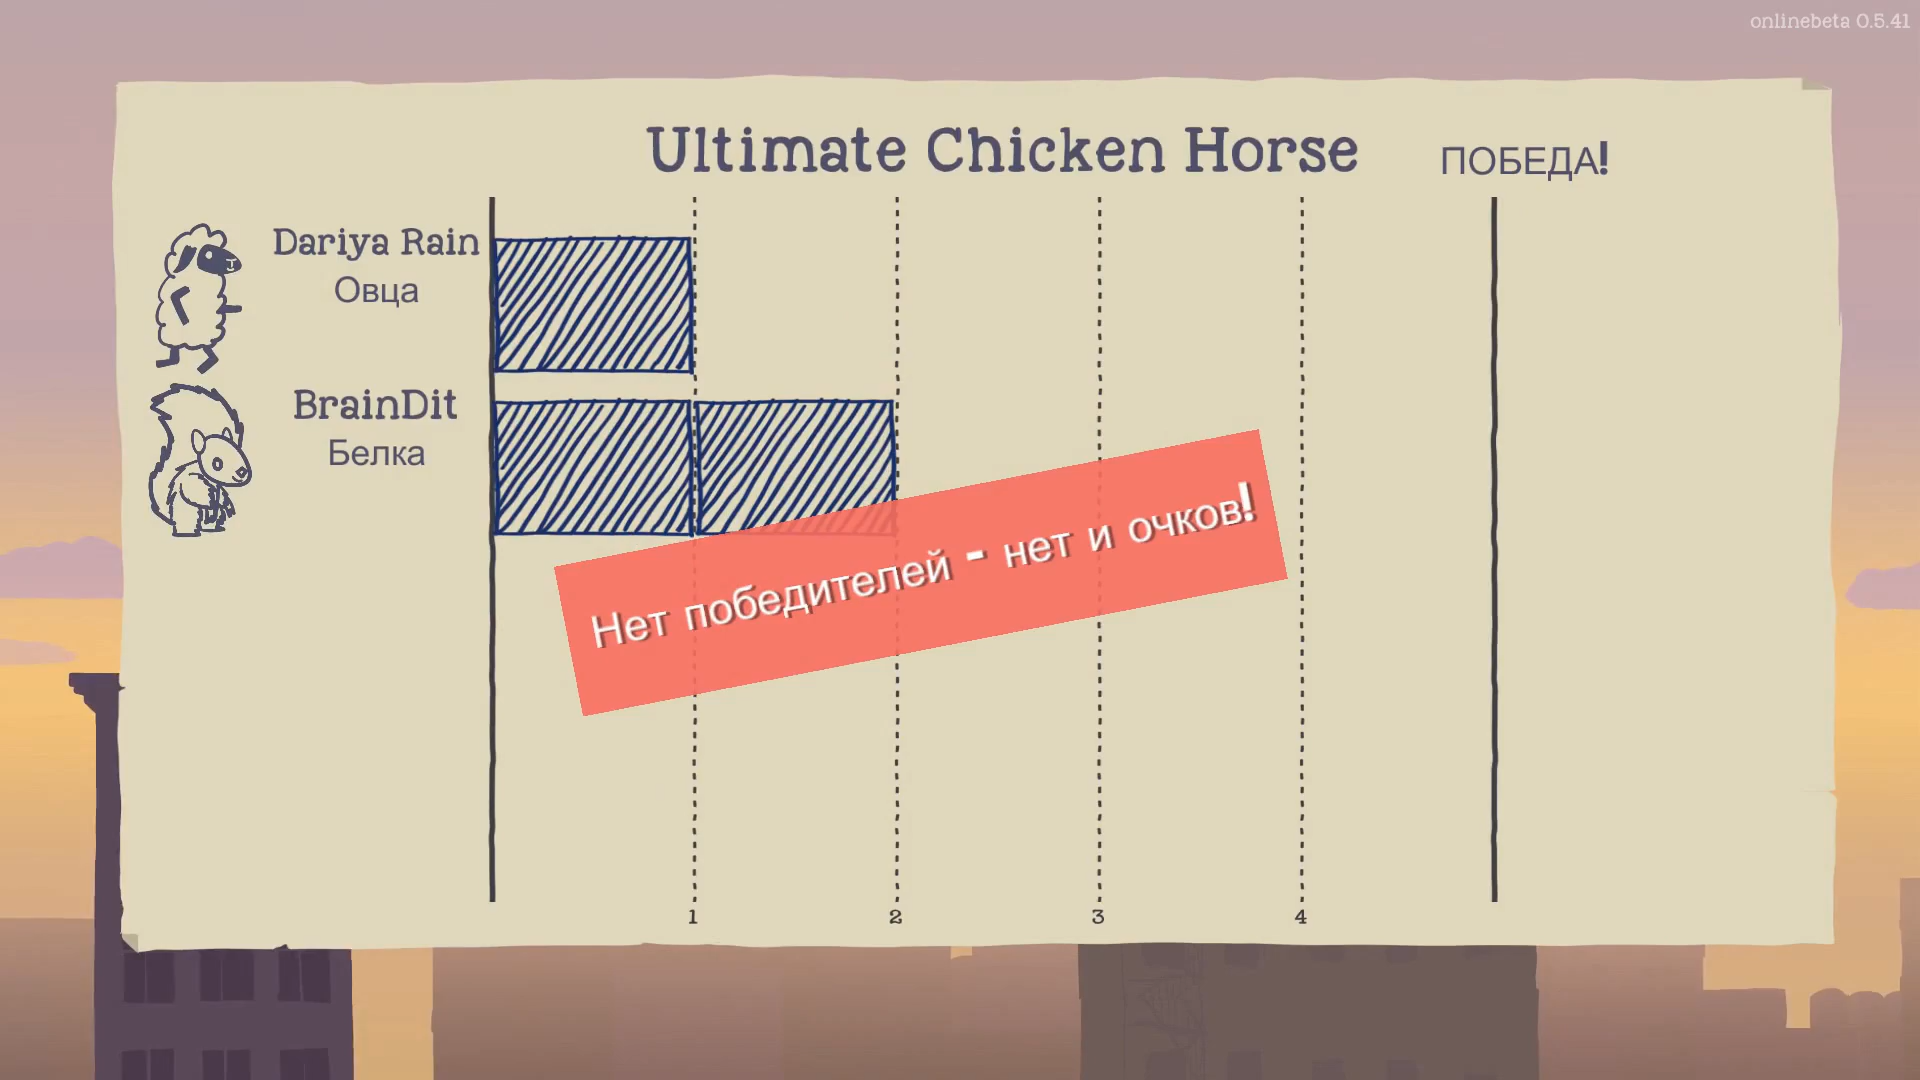 onlinebeta 0.5.41
Ultimate Chicken Horse
ПОБЕДА!
Dariya Rain
Овца
BrainDit
Белка
Нет победителей - нет и очков!
1
2
3
4